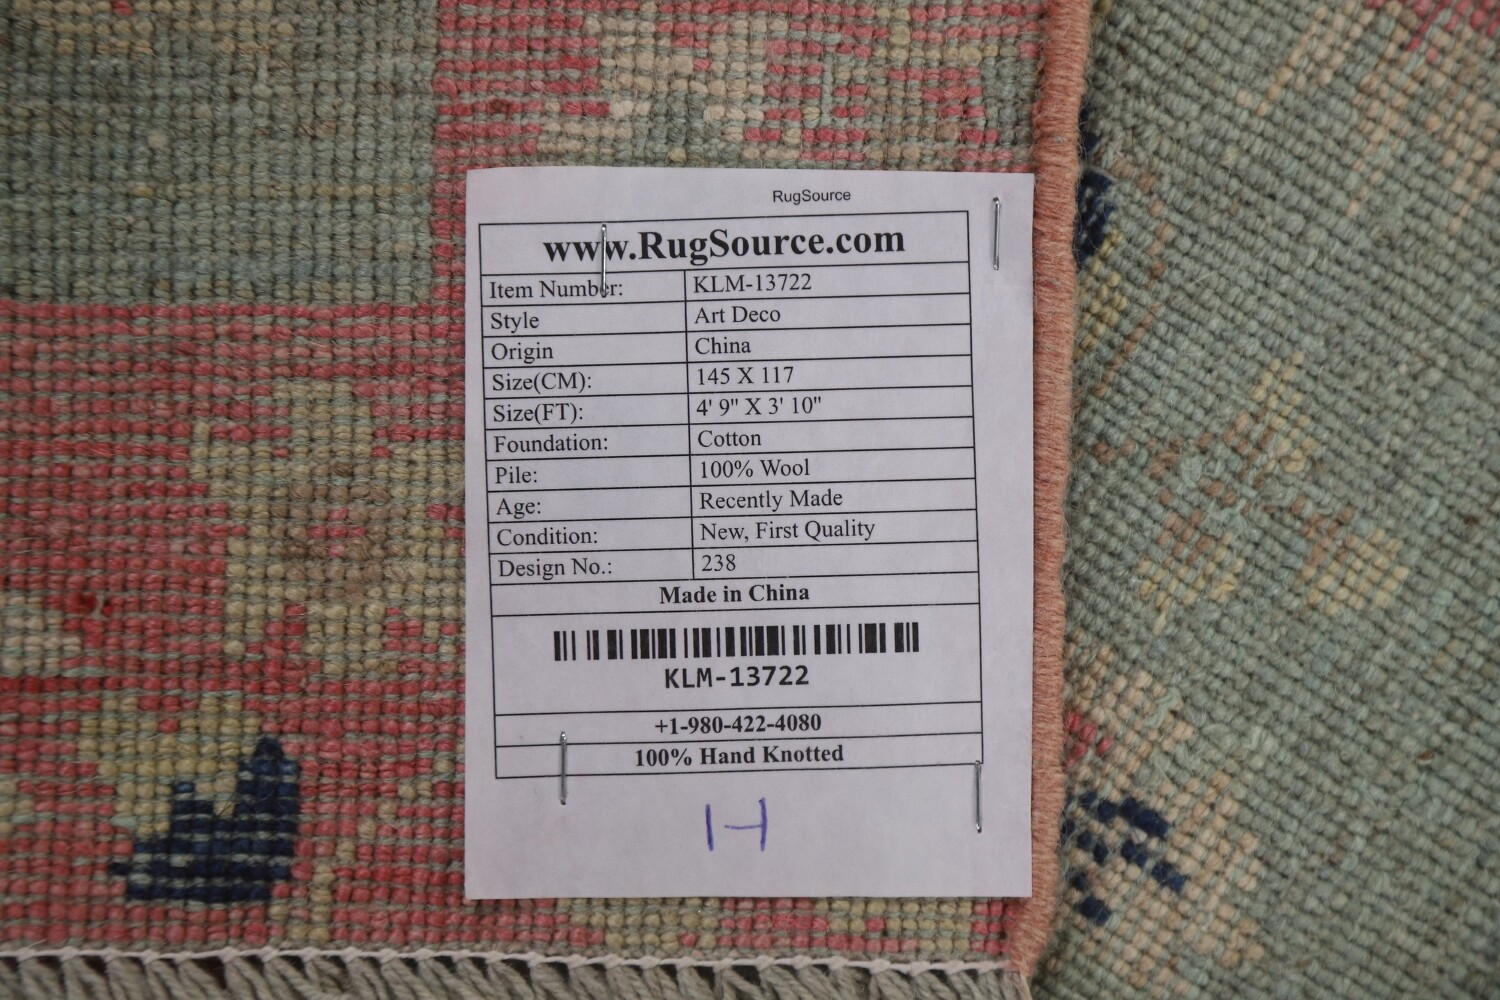 RugSource
www.RugSource.com
Item Number: KLM-13722
Style Art Deco
Origin China
Size(CM): 145 X 117
Size(FT): 4' 9" X 3' 10"
Foundation: Cotton
Pile: 100% Wool
Age: Recently Made
Condition: New, First Quality
Design No.: 238
Made in China
KLM-13722
+1-980-422-4080
100% Hand Knotted
H